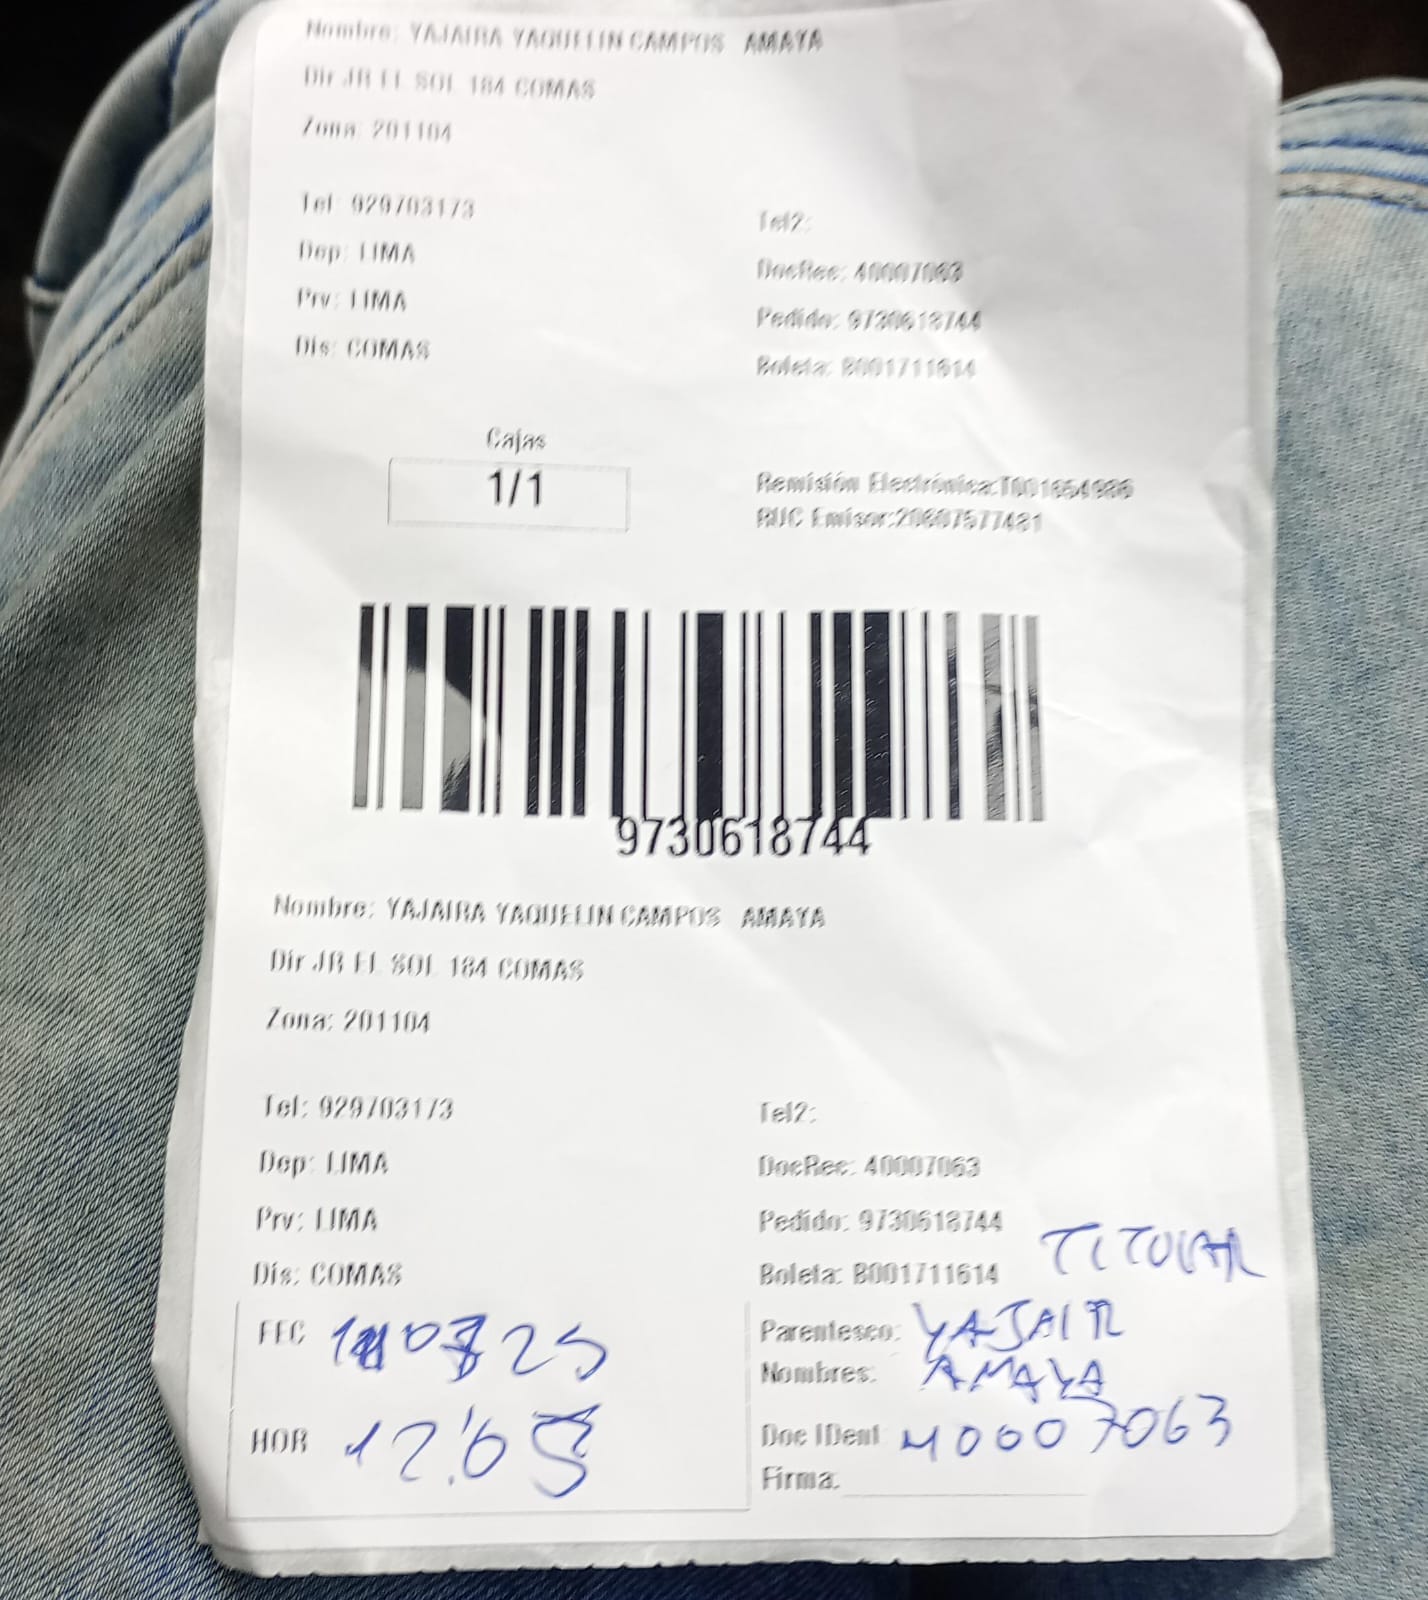 Nombre: YAJAIRA YAQUELIN CAMPOS AMAYA
Dir JR EL SOL 184 COMAS
Zona: 201104
Tel: 929703173
Tel2:
Dep: LIMA
DocRec: 40007063
Prv: LIMA
Pedido: 9730618744
Dis: COMAS
Boleta: B001711614
Cajas
1/1
Remisión Electrónica:T001654986
RUC Emisor:20607577481
9730618744
Nombre: YAJAIRA YAQUELIN CAMPOS AMAYA
Dir JR EL SOL 184 COMAS
Zona: 201104
Tel: 929703173
Tel2:
Dep: LIMA
DocRec: 40007063
Prv: LIMA
Pedido: 9730618744
Dis: COMAS
Boleta: B001711614
TITULAR
FEC
Parentesco: YAJAIR
Nombres: AMAYA
HOR 12:05
Doc IDent 40007063
Firma: